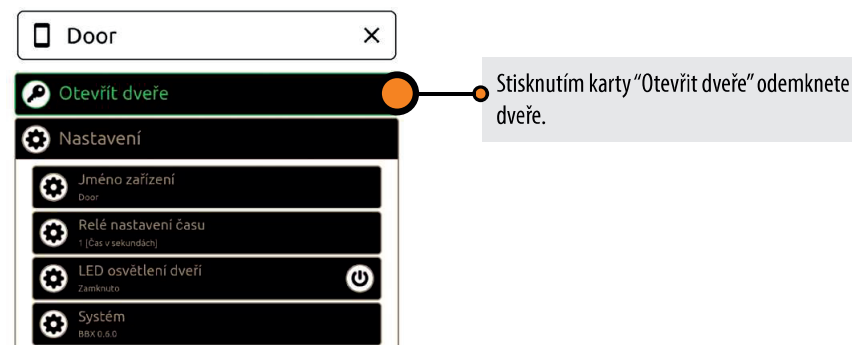 Door
Otevřít dveře
Stisknutím karty “Otevřit dveře” odemknete
dveře.
Nastavení
Jméno zařízení
Door
Relé nastavení času
1 [Čas v sekundách]
LED osvětlení dveří
Zamknuto
Systém
BBX 0.6.0